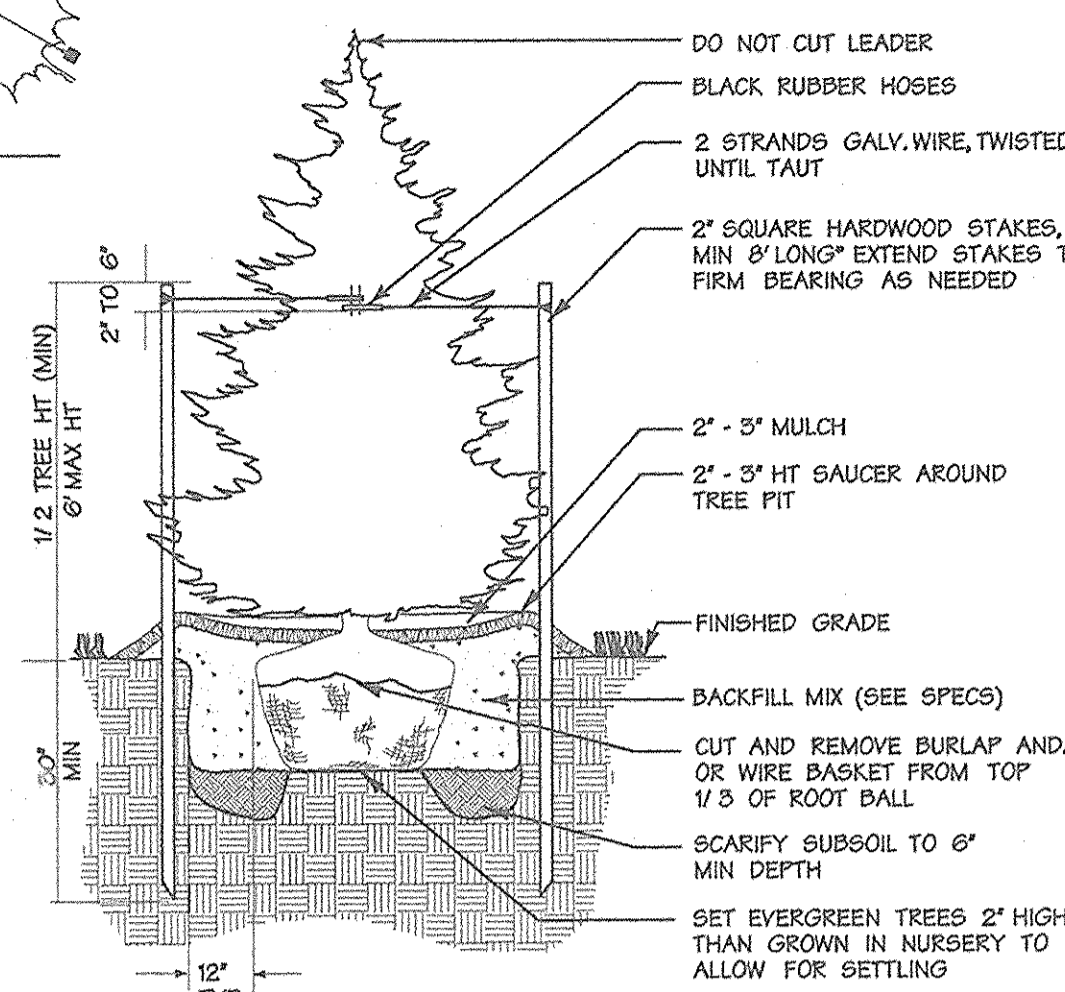 DO NOT CUT LEADER
BLACK RUBBER HOSES
2 STRANDS GALV. WIRE, TWISTED
UNTIL TAUT
2" SQUARE HARDWOOD STAKES,
MIN 8' LONG" EXTEND STAKES
FIRM BEARING AS NEEDED
2" TO 6"
1/2 TREE HT (MIN)
6' MAX HT
2" - 3" MULCH
2" - 3" HT SAUCER AROUND
TREE PIT
FINISHED GRADE
BACKFILL MIX (SEE SPECS)
MIN
CUT AND REMOVE BURLAP AND
OR WIRE BASKET FROM TOP
1/3 OF ROOT BALL
SCARIFY SUBSOIL TO 6"
MIN DEPTH
SET EVERGREEN TREES 2" HIGH
THAN GROWN IN NURSERY TO
ALLOW FOR SETTLING
12"